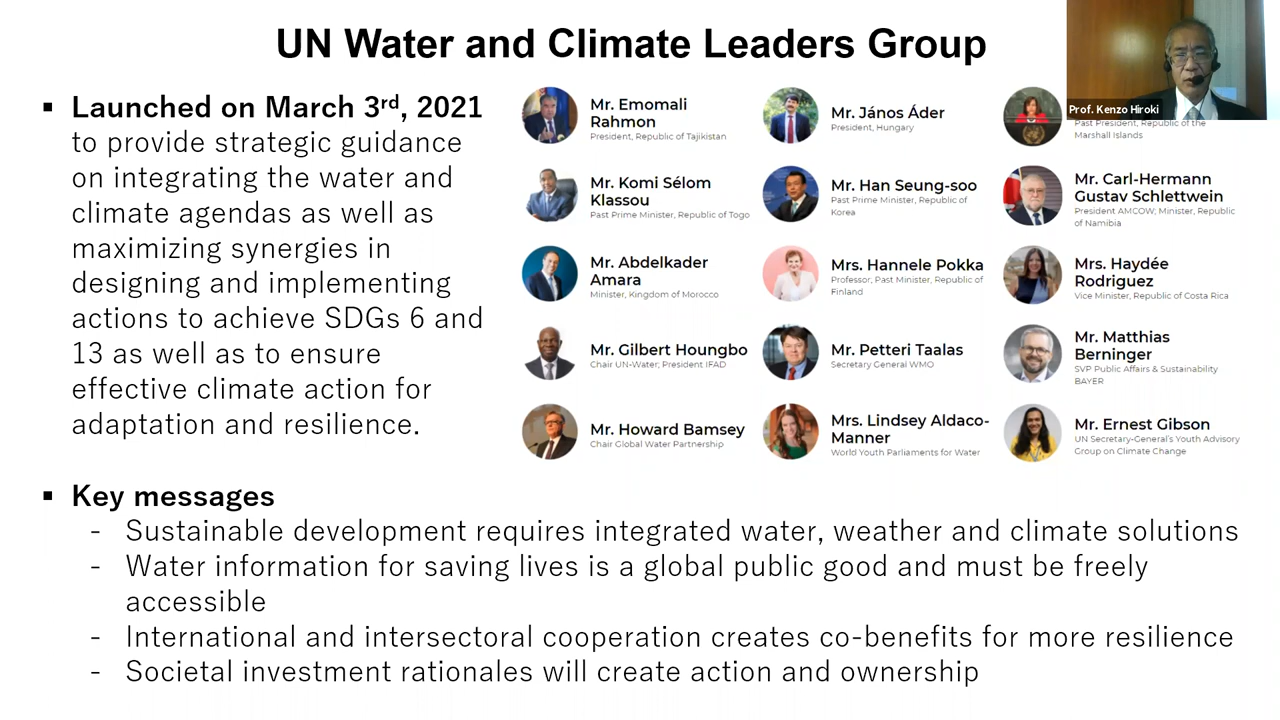 UN Water and Climate Leaders Group
Prof. Kenzo Hiroki
▪ Launched on March 3rd, 2021
to provide strategic guidance
on integrating the water and
climate agendas as well as
maximizing synergies in
designing and implementing
actions to achieve SDGs 6 and
13 as well as to ensure
effective climate action for
adaptation and resilience.
Mr. Emomali
Rahmon
President, Republic of Tajikistan
Mr. János Áder
President, Hungary
Past President, Republic of the
Marshall Islands
Mr. Komi Sélom
Klassou
Past Prime Minister, Republic of Togo
Mr. Han Seung-soo
Past Prime Minister, Republic of
Korea
Mr. Carl-Hermann
Gustav Schlettwein
President AMCOW; Minister, Republic
of Namibia
Mr. Abdelkader
Amara
Minister, Kingdom of Morocco
Mrs. Hannele Pokka
Professor; Past Minister, Republic of
Finland
Mrs. Haydée
Rodriguez
Vice Minister, Republic of Costa Rica
Mr. Gilbert Houngbo
Chair UN-Water; President IFAD
Mr. Petteri Taalas
Secretary General WMO
Mr. Matthias
Berninger
SVP Public Affairs & Sustainability
BAYER
Mr. Howard Bamsey
Chair Global Water Partnership
Mrs. Lindsey Aldaco-
Manner
World Youth Parliaments for Water
Mr. Ernest Gibson
UN Secretary-General's Youth Advisory
Group on Climate Change
▪ Key messages
- Sustainable development requires integrated water, weather and climate solutions
- Water information for saving lives is a global public good and must be freely
accessible
- International and intersectoral cooperation creates co-benefits for more resilience
- Societal investment rationales will create action and ownership